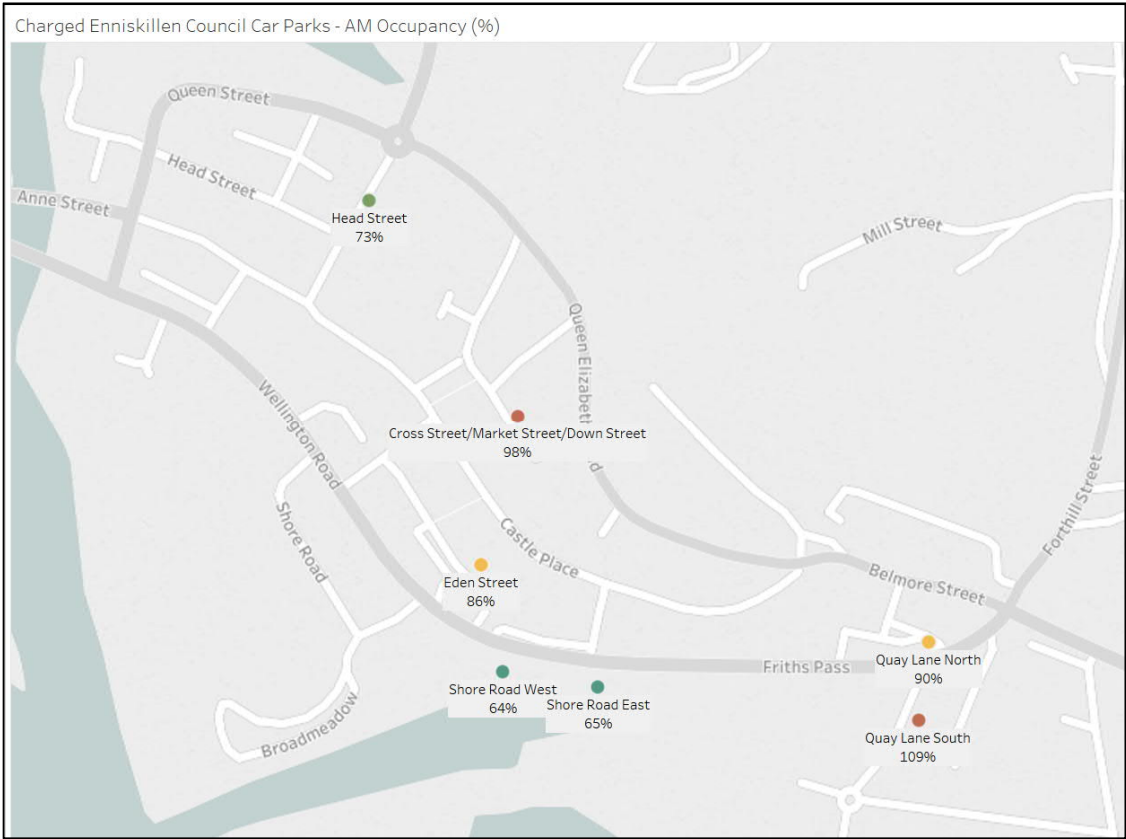 Charged Enniskillen Council Car Parks - AM Occupancy (%)
Queen Street
Head Street
Anne Street
Head Street
73%
Mill Street
Queen Elizabeth
d
Wellington Road
Cross Street/Market Street/Down Street
98%
Shore Road
Castle Place
Forthill Street
Eden Street
86%
Belmore Street
Friths Pass
Quay Lane North
90%
Shore Road West
64%
Shore Road East
65%
Broadmeadow
Quay Lane South
109%